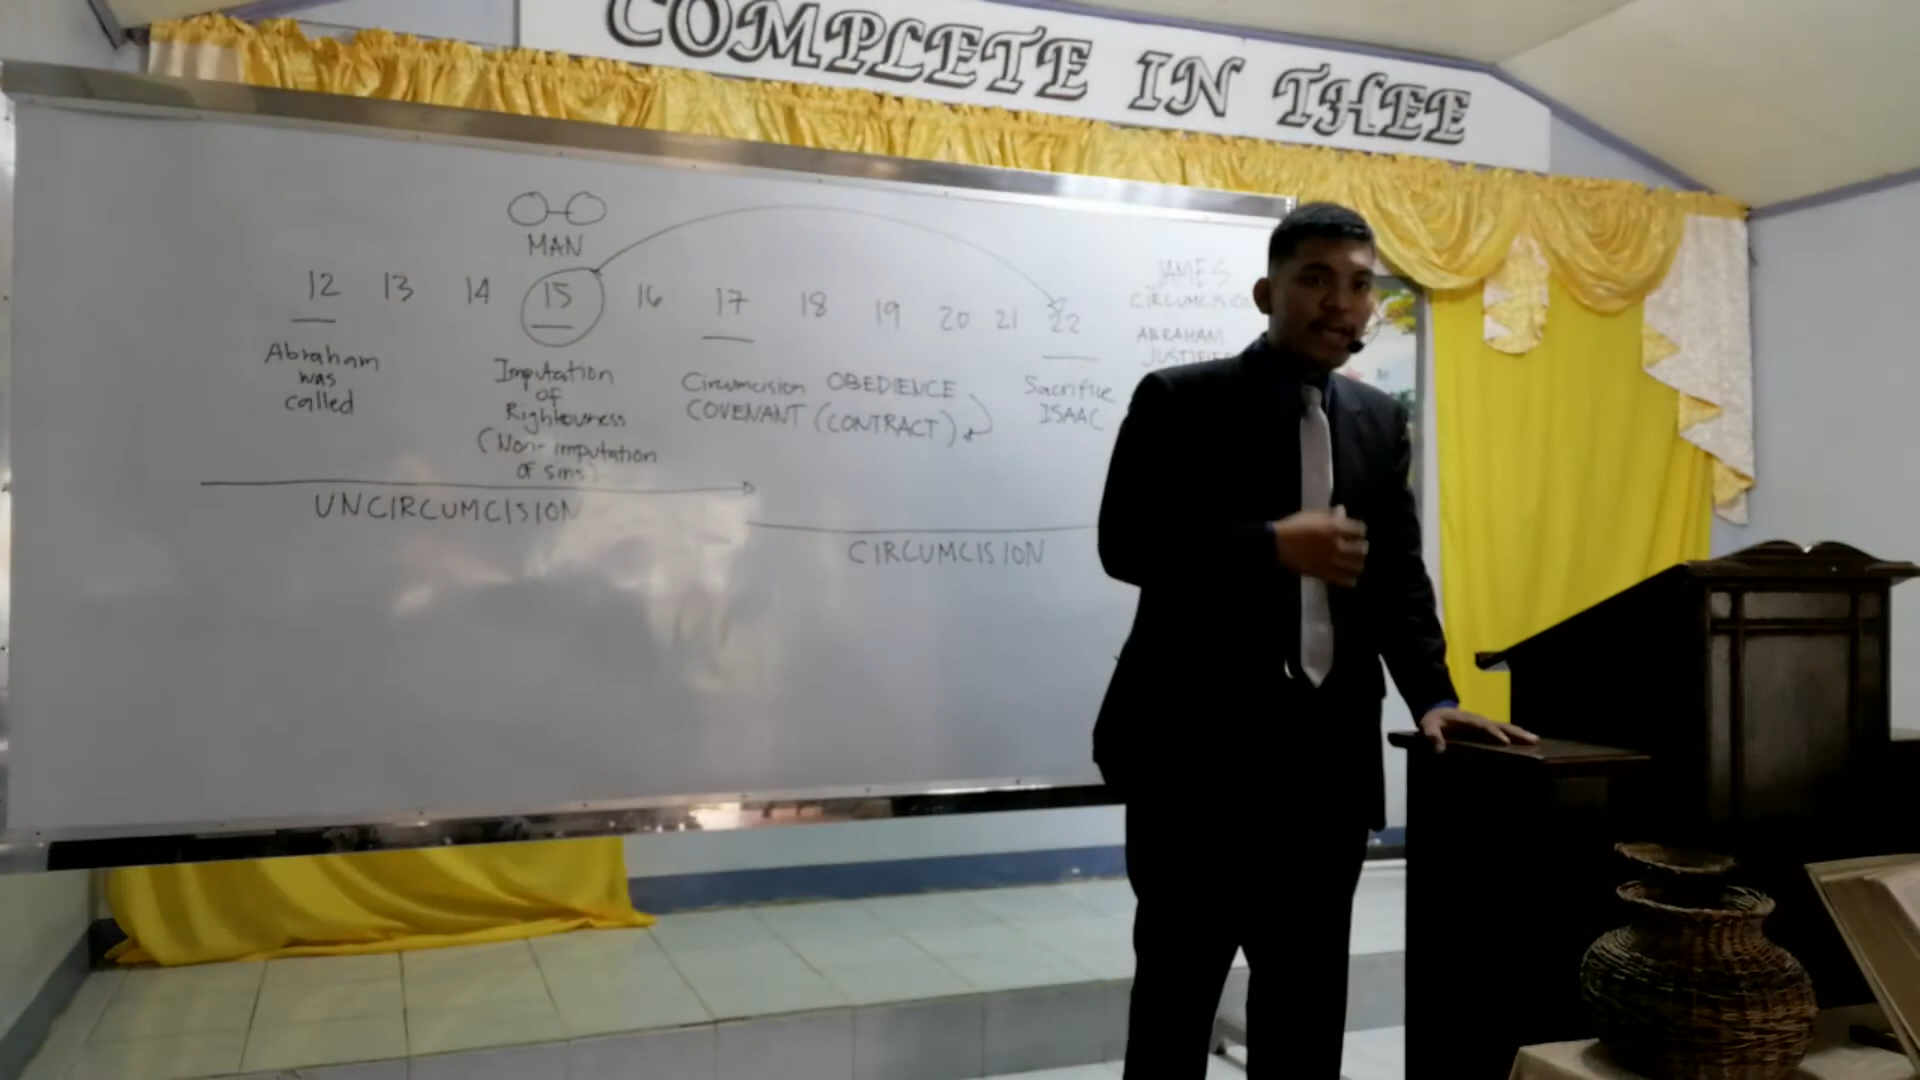 COMPLETE IN THEE
MAN
12 13 14 15 16 17 18 19 20 21 22
Abraham
was
called
Imputation
of
Righteousness
(Non-imputation
of sins)
Circumcision OBEDIENCE
COVENANT (CONTRACT)
Sacrifice
ISAAC
JAMES
CIRCUMCISION
ABRAHAM
UNCIRCUMCISION
CIRCUMCISION